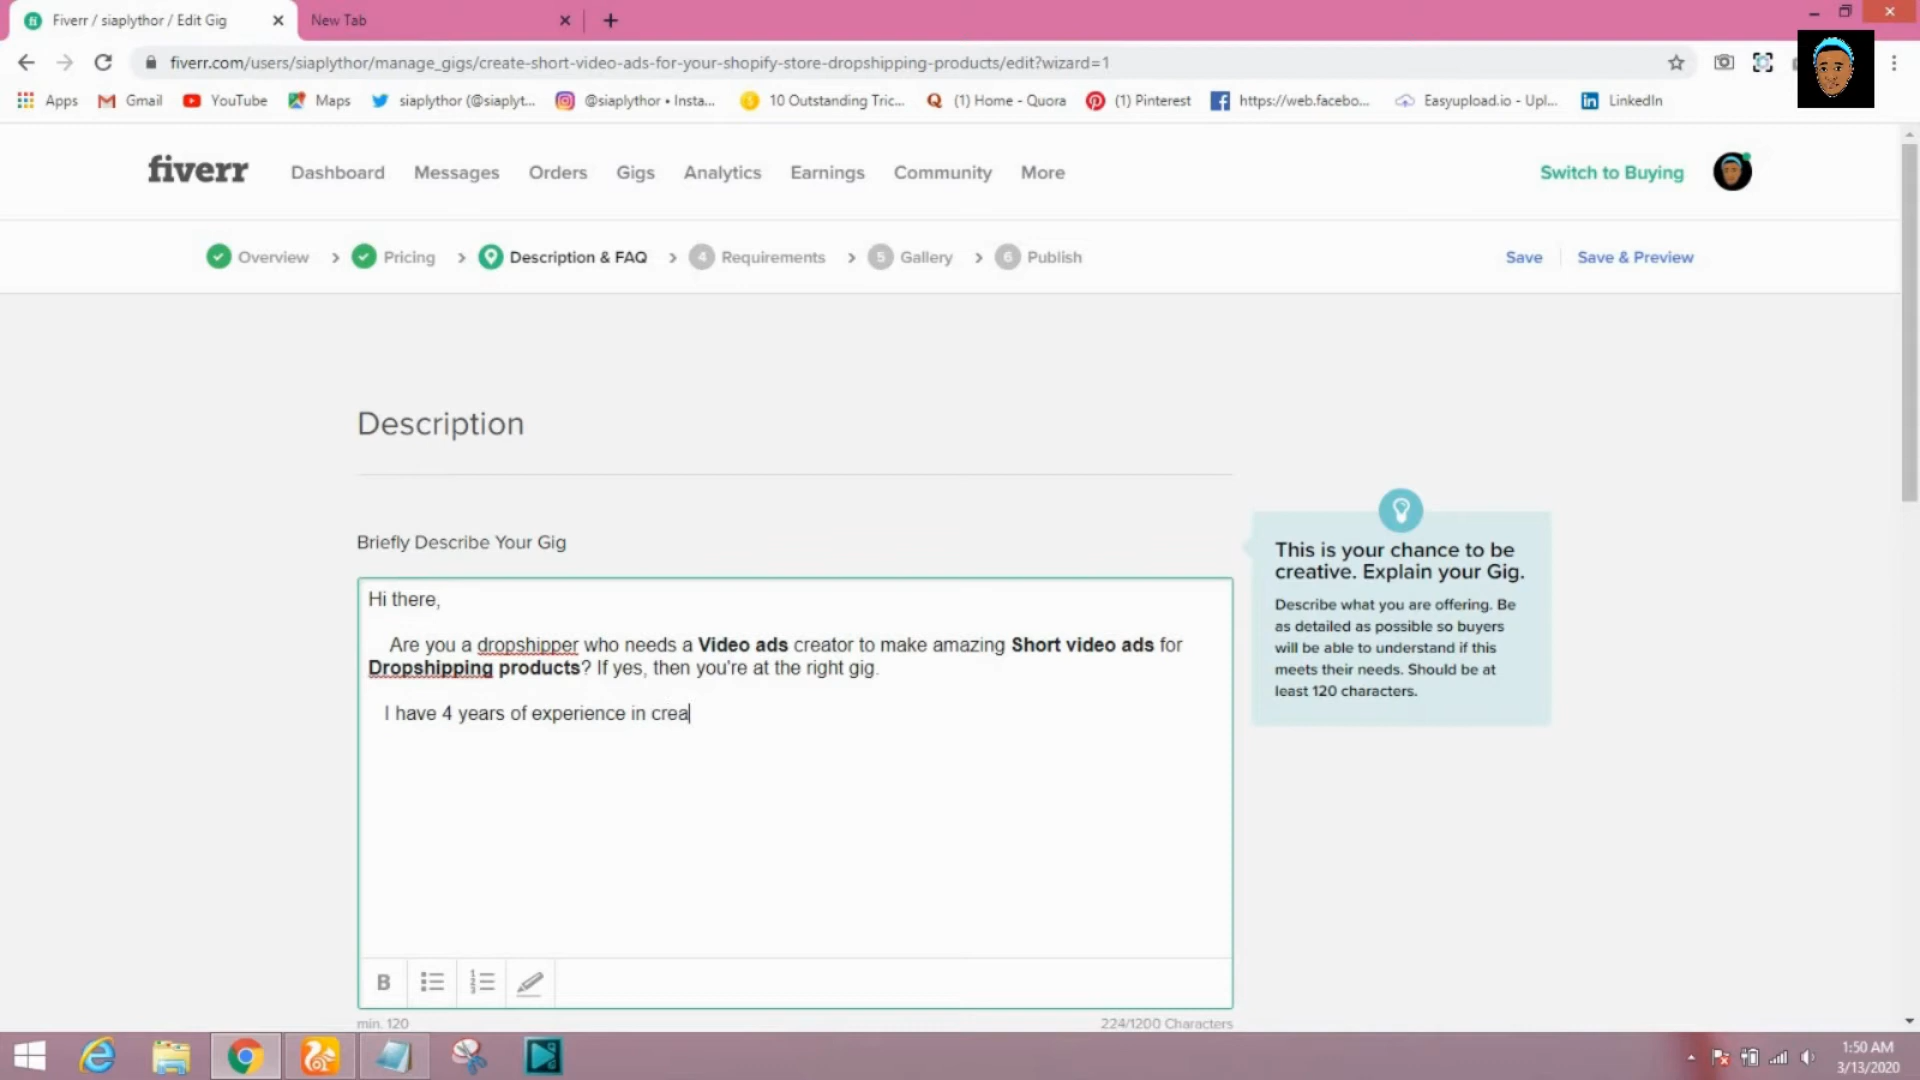 Fiverr / siaplythor / Edit Gig
New Tab
fiverr.com/users/siaplythor/manage_gigs/create-short-video-ads-for-your-shopify-store-dropshipping-products/edit?wizard=1
Apps Gmail YouTube Maps siaplythor (@siaplyt... @siaplythor • Insta... 10 Outstanding Tric... (1) Home - Quora (1) Pinterest https://web.facebo... Easyupload.io - Upl... LinkedIn
fiverr Dashboard Messages Orders Gigs Analytics Earnings Community More Switch to Buying
Overview Pricing Description & FAQ 4 Requirements 5 Gallery 6 Publish Save Save & Preview
Description
Briefly Describe Your Gig
Hi there,
Are you a dropshipper who needs a Video ads creator to make amazing Short video ads for
Dropshipping products? If yes, then you're at the right gig.
I have 4 years of experience in crea
B
min. 120
224/1200 Characters
This is your chance to be
creative. Explain your Gig.
Describe what you are offering. Be
as detailed as possible so buyers
will be able to understand if this
meets their needs. Should be at
least 120 characters.
1:50 AM
3/13/2020